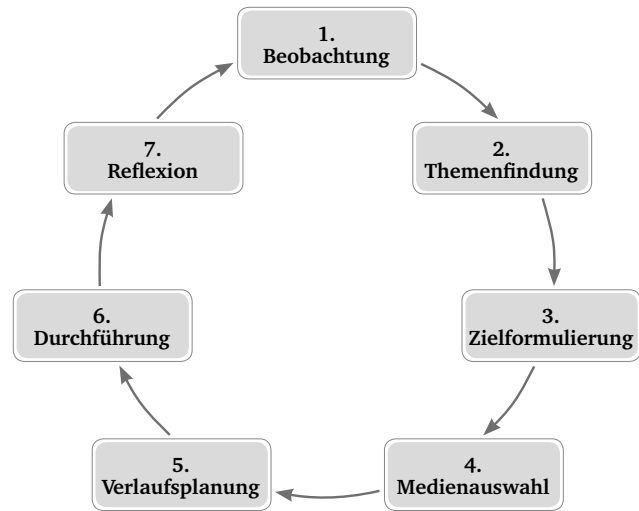 1.
Beobachtung
2.
Themenfindung
3.
Zielformulierung
4.
Medienauswahl
5.
Verlaufsplanung
6.
Durchführung
7.
Reflexion